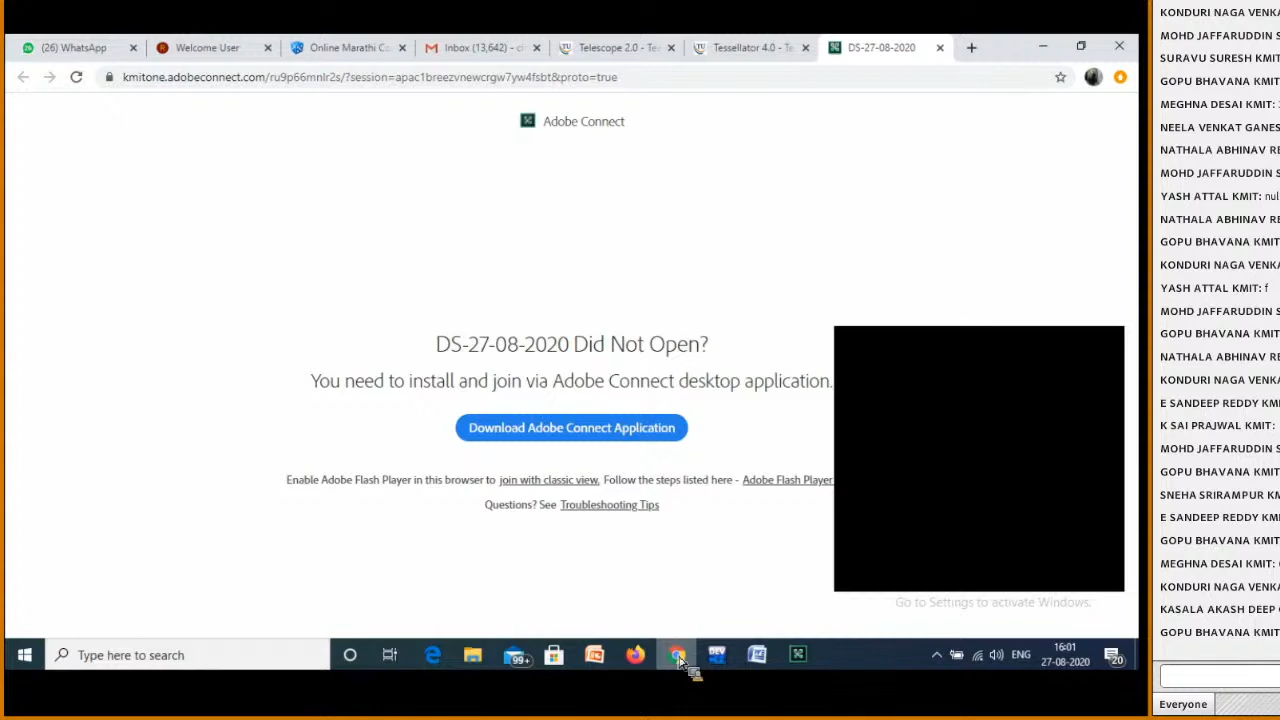 (26) WhatsApp
Welcome User
Online Marathi Co
Inbox (13,642) - c
Telescope 2.0 - Te
Tessellator 4.0 - Te
DS-27-08-2020
kmitone.adobeconnect.com/ru9p66mnlr2s/?session=apac1breezvnewcrgw7yw4fsbt&proto=true
Adobe Connect
DS-27-08-2020 Did Not Open?
You need to install and join via Adobe Connect desktop application.
Download Adobe Connect Application
Enable Adobe Flash Player in this browser to join with classic view. Follow the steps listed here - Adobe Flash Player
Questions? See Troubleshooting Tips
Go to Settings to activate Windows.
Type here to search
99+
DEV
ENG
16:01
27-08-2020
20
KONDURI NAGA VENKA
MOHD JAFFARUDDIN S
SURAVU SURESH KMIT
GOPU BHAVANA KMIT:
MEGHNA DESAI KMIT:
NEELA VENKAT GANES
NATHALA ABHINAV RE
MOHD JAFFARUDDIN S
YASH ATTAL KMIT: nul
NATHALA ABHINAV RE
GOPU BHAVANA KMIT:
KONDURI NAGA VENKA
YASH ATTAL KMIT: f
MOHD JAFFARUDDIN S
GOPU BHAVANA KMIT:
NATHALA ABHINAV RE
KONDURI NAGA VENKA
E SANDEEP REDDY KMI
K SAI PRAJWAL KMIT:
MOHD JAFFARUDDIN S
GOPU BHAVANA KMIT:
SNEHA SRIRAMPUR KM
E SANDEEP REDDY KMI
GOPU BHAVANA KMIT:
MEGHNA DESAI KMIT:
KONDURI NAGA VENKA
KASALA AKASH DEEP
GOPU BHAVANA KMIT:
Everyone